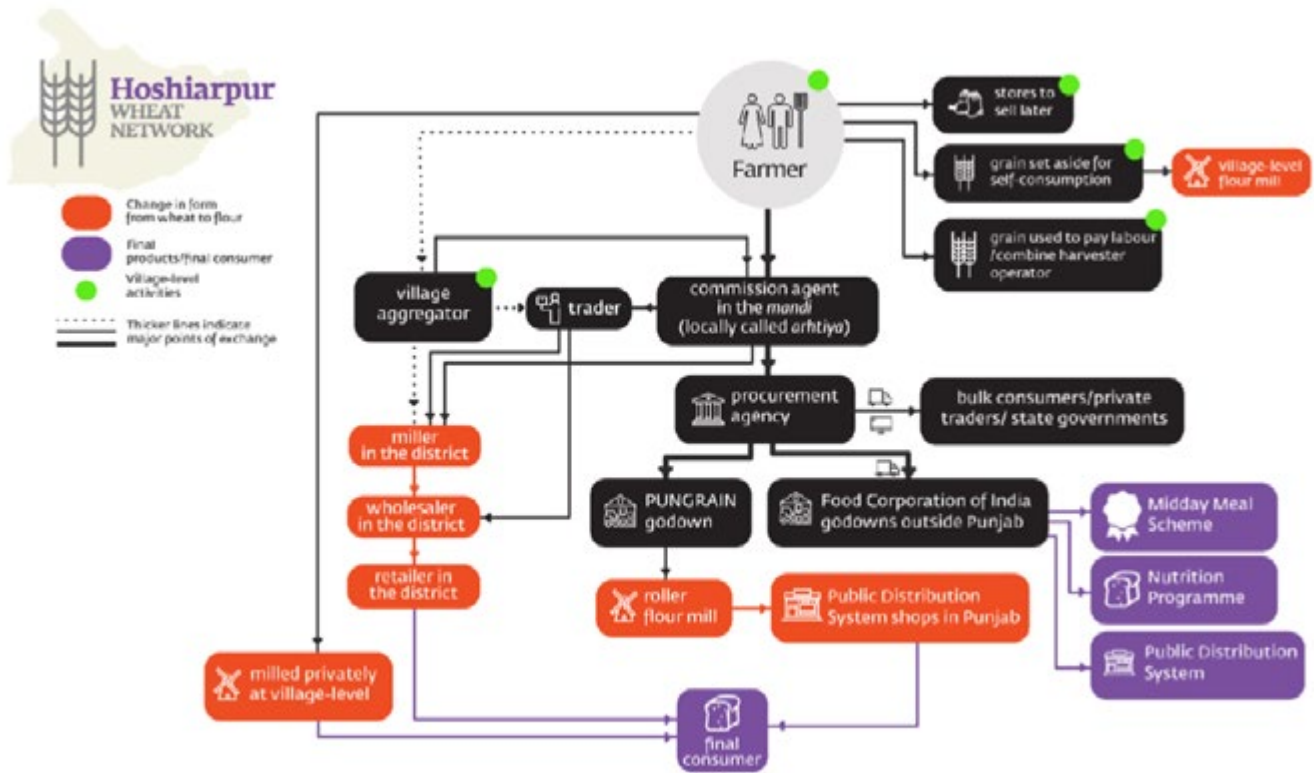 Hoshiarpur
WHEAT
NETWORK
Change in form
from wheat to flour
Final
products/final consumer
Village-level
activities
Thicker lines indicate
major points of exchange
Farmer
stores to
sell later
grain set aside for
self-consumption
village-level
flour mill
grain used to pay labour
/combine harvester
operator
village
aggregator
trader
commission agent
in the mandi
(locally called arhtiya)
procurement
agency
bulk consumers/private
traders/ state governments
miller
in the district
wholesaler
in the district
retailer in
the district
PUNGRAIN
godown
Food Corporation of India
godowns outside Punjab
Midday Meal
Scheme
Nutrition
Programme
Public Distribution
System
roller
flour mill
Public Distribution
System shops in Punjab
milled privately
at village-level
final
consumer